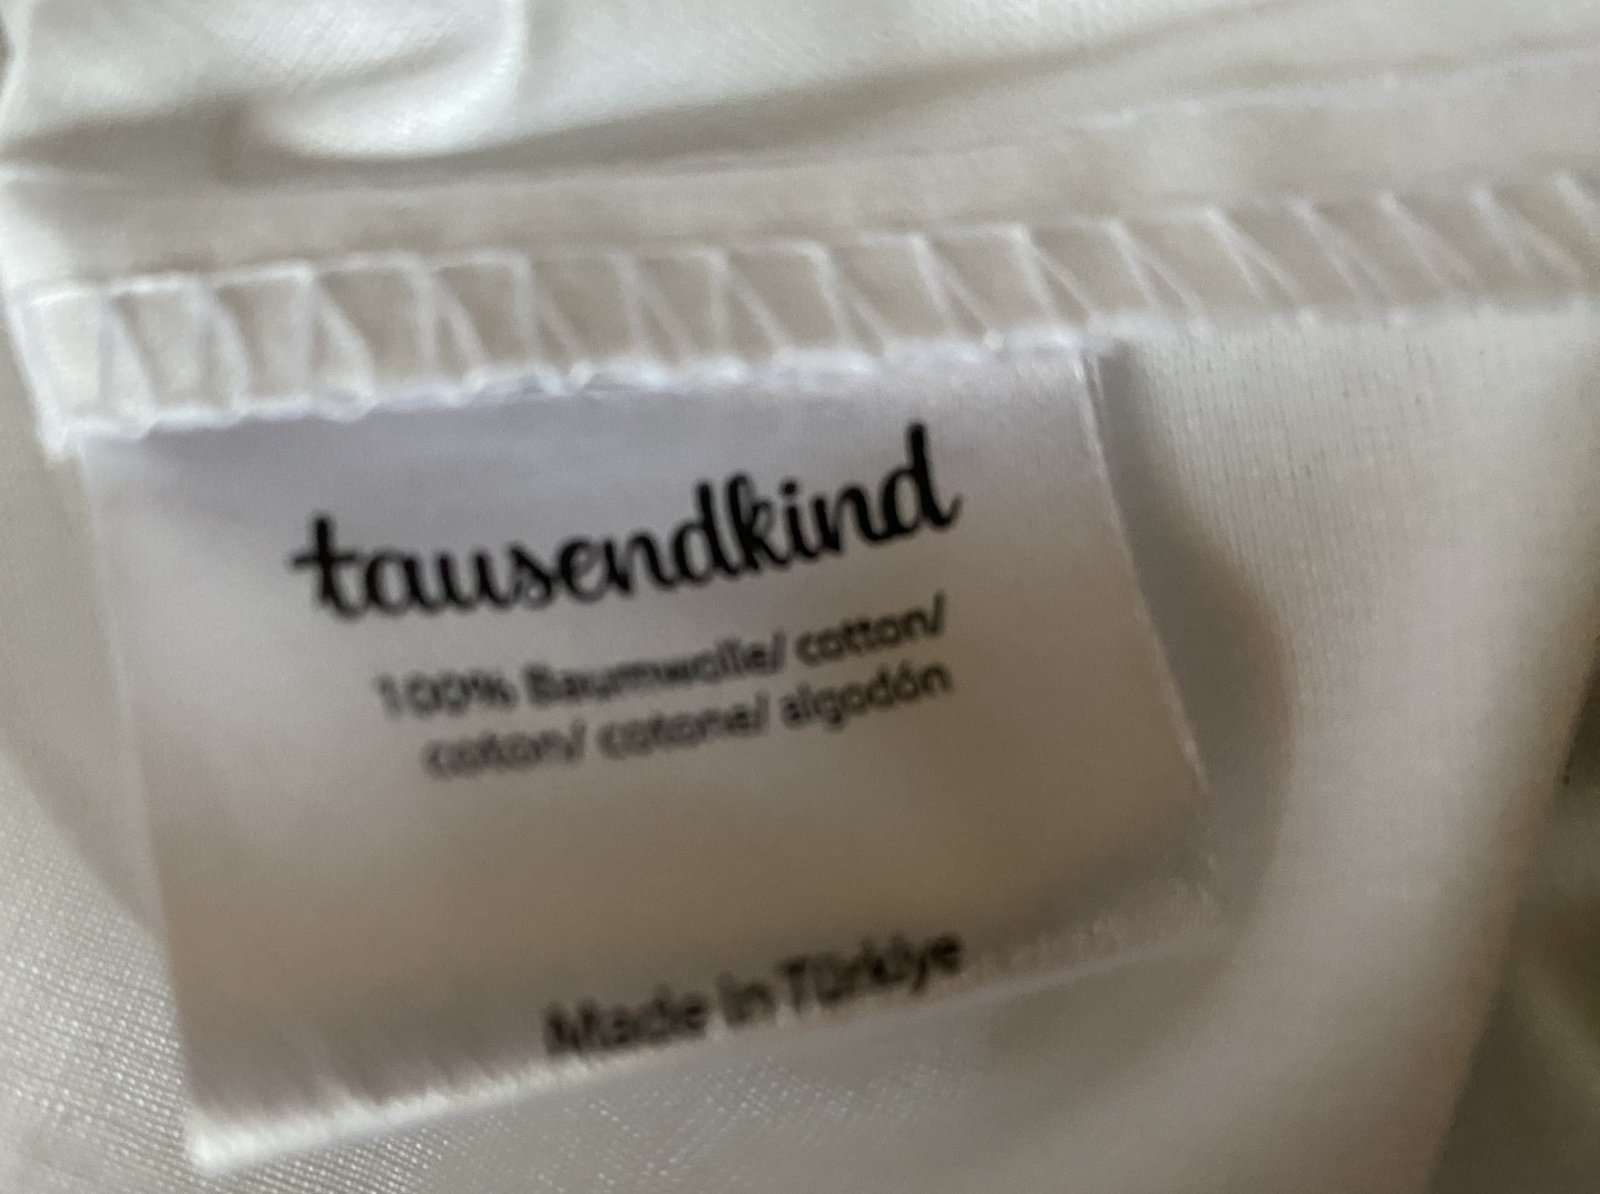 tausendkind
100% Baumwolle/ cotton/
coton/ cotone/ algodón
Made in Türkiye